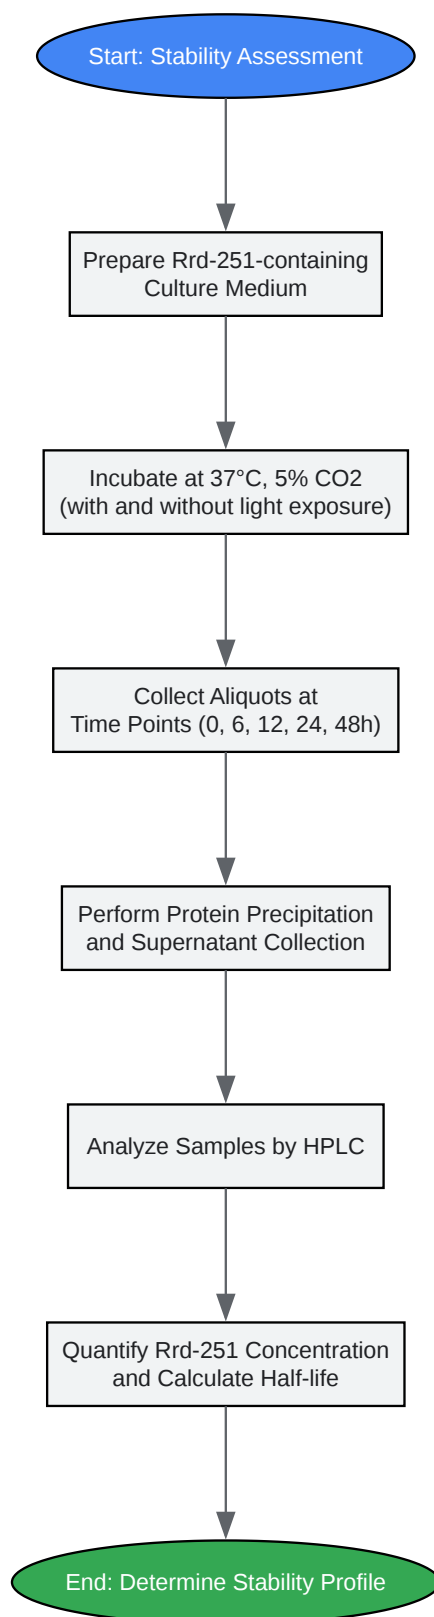 Start: Stability Assessment
Prepare Rrd-251-containing
Culture Medium
Incubate at 37°C, 5% CO2
(with and without light exposure)
Collect Aliquots at
Time Points (0, 6, 12, 24, 48h)
Perform Protein Precipitation
and Supernatant Collection
Analyze Samples by HPLC
Quantify Rrd-251 Concentration
and Calculate Half-life
End: Determine Stability Profile